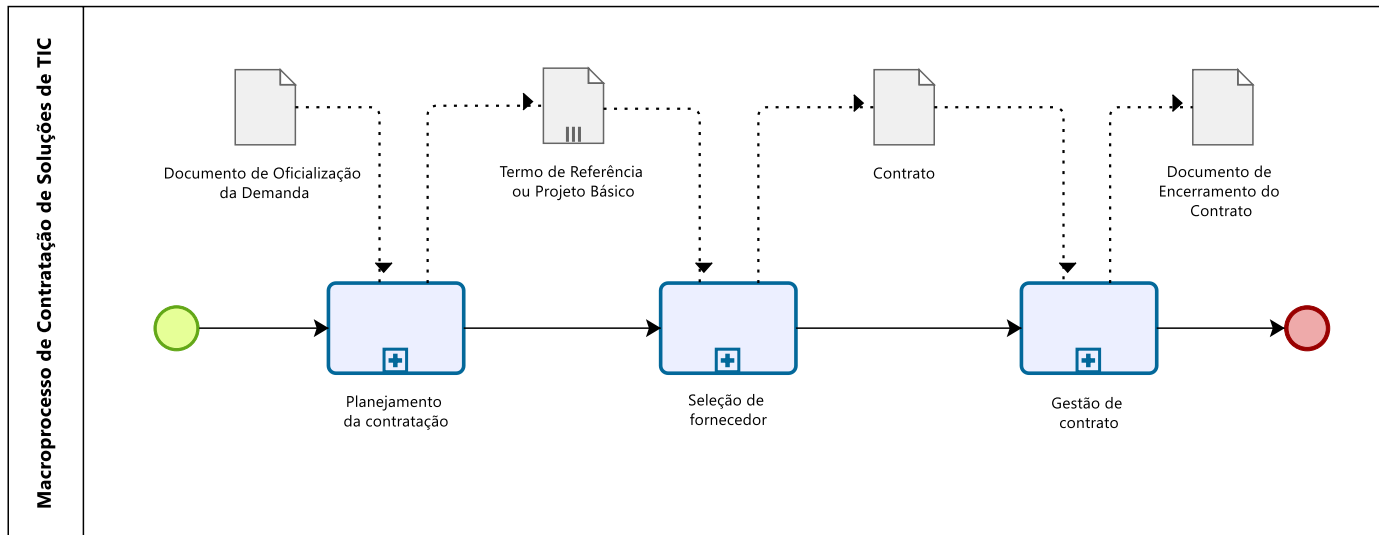 Macroprocesso de Contratação de Soluções de TIC
Documento de Oficialização
da Demanda
Termo de Referência
ou Projeto Básico
Contrato
Documento de
Encerramento do
Contrato
Planejamento
da contratação
Seleção de
fornecedor
Gestão de
contrato